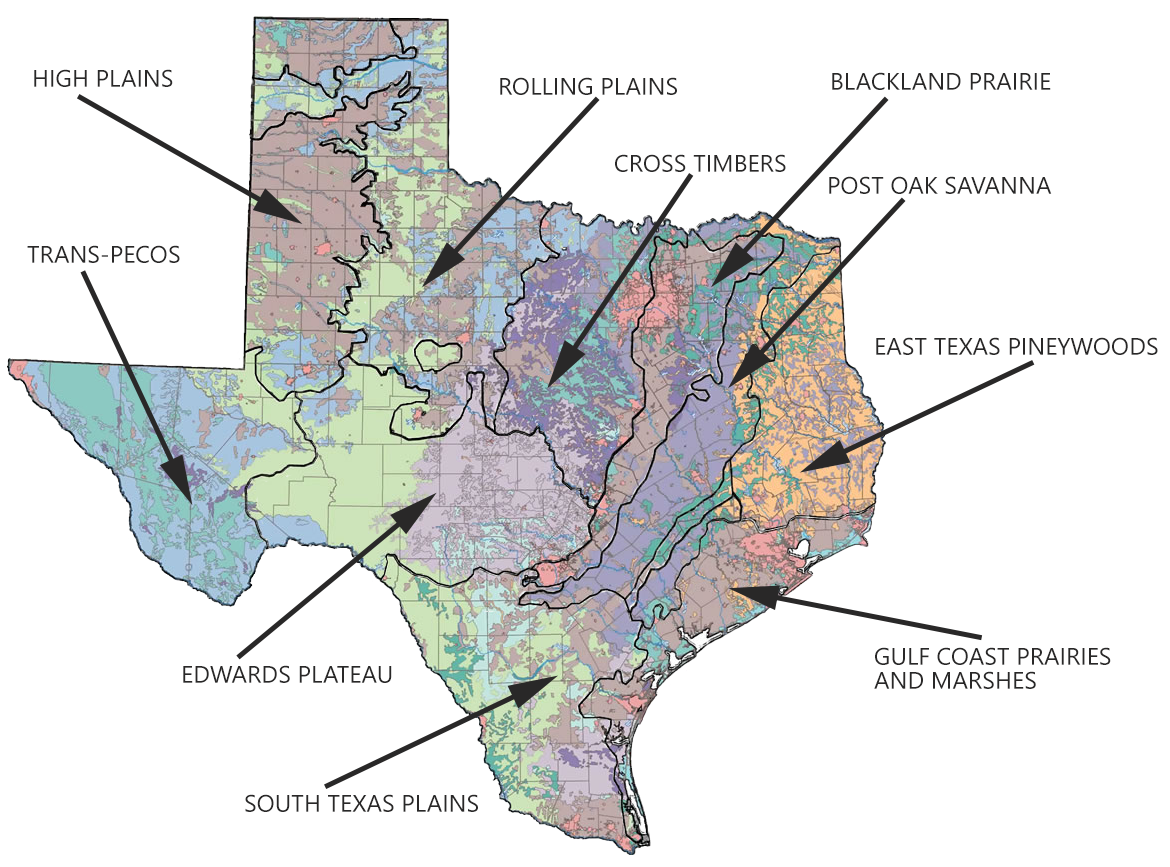 HIGH PLAINS
ROLLING PLAINS
BLACKLAND PRAIRIE
CROSS TIMBERS
POST OAK SAVANNA
TRANS-PECOS
EAST TEXAS PINEYWOODS
EDWARDS PLATEAU
GULF COAST PRAIRIES
AND MARSHES
SOUTH TEXAS PLAINS